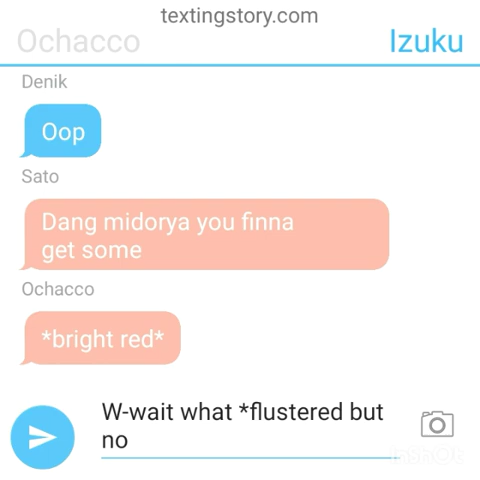 textingstory.com
Ochacco
Izuku
Denik
Oop
Sato
Dang midorya you finna
get some
Ochacco
*bright red*
W-wait what *flustered but
no
InShOt